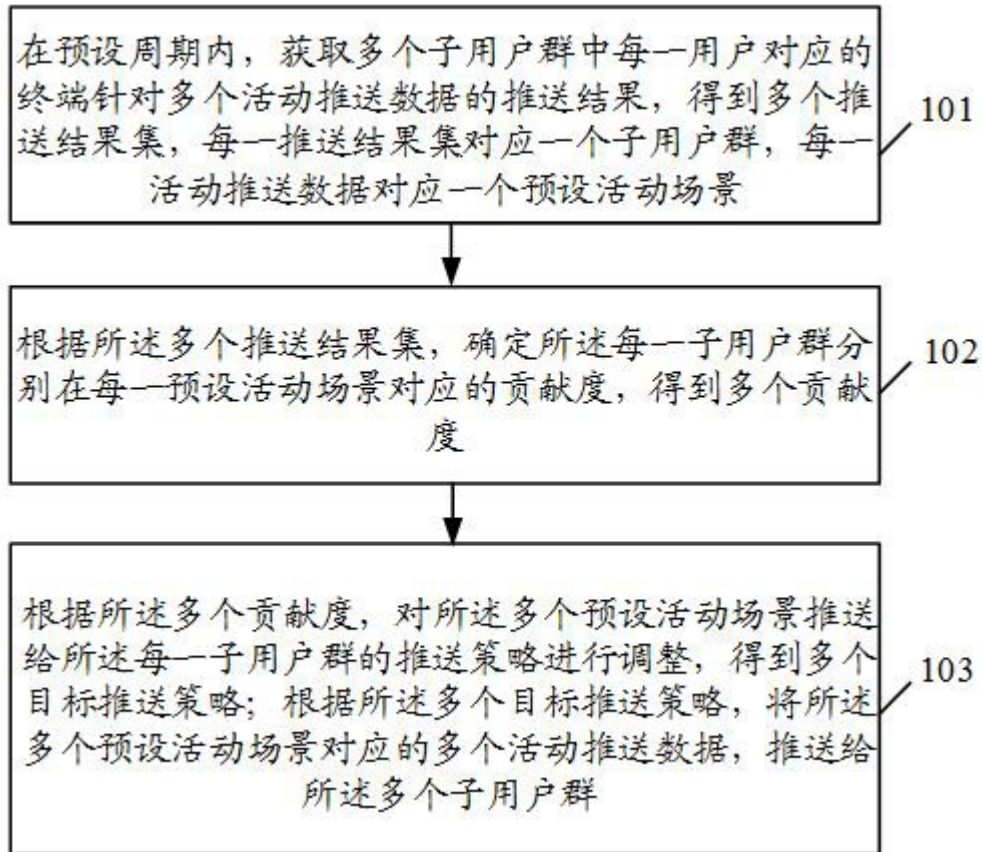 在预设周期内，获取多个子用户群中每一用户对应的
终端针对多个活动推送数据的推送结果，得到多个推
送结果集，每一推送结果集对应一个子用户群，每一
活动推送数据对应一个预设活动场景
101
根据所述多个推送结果集，确定所述每一子用户群分
别在每一预设活动场景对应的贡献度，得到多个贡献
度
102
根据所述多个贡献度，对所述多个预设活动场景推送
给所述每一子用户群的推送策略进行调整，得到多个
目标推送策略；根据所述多个目标推送策略，将所述
多个预设活动场景对应的多个活动推送数据，推送给
所述多个子用户群
103